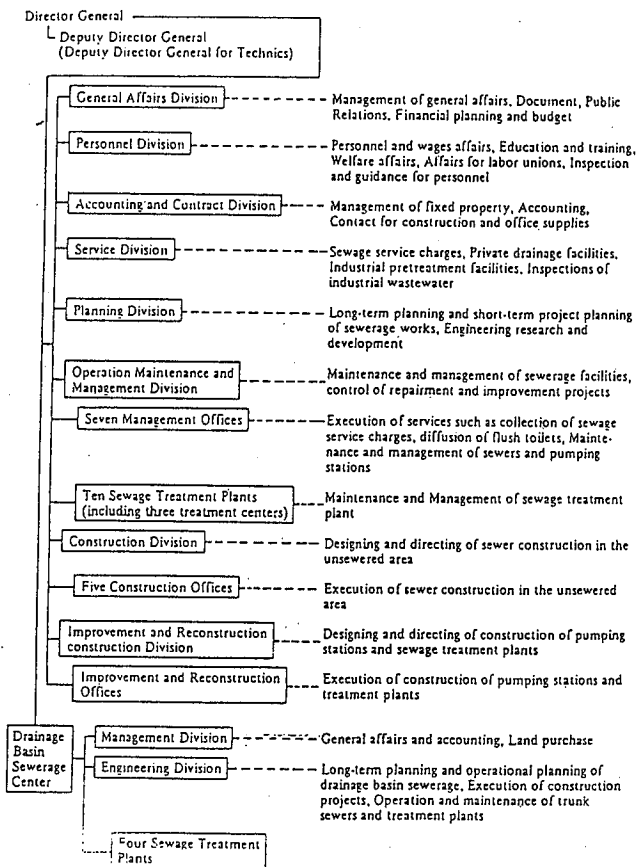 Director General
Deputy Director General
(Deputy Director General for Technics)
General Affairs Division
Management of general affairs, Document, Public
Relations, Financial planning and budget
Personnel Division
Personnel and wages affairs, Education and training,
Welfare affairs, Affairs for labor unions, Inspection
and guidance for personnel
Accounting and Contract Division
Management of fixed property, Accounting,
Contact for construction and office supplies
Service Division
Sewage service charges, Private drainage facilities,
Industrial pretreatment facilities, Inspections of
industrial wastewater
Planning Division
Long-term planning and short-term project planning
of sewerage works, Engineering research and
development
Operation Maintenance and
Management Division
Maintenance and management of sewerage facilities,
control of repairment and improvement projects
Seven Management Offices
Execution of services such as collection of sewage
service charges, diffusion of flush toilets, Mainte-
nance and management of sewers and pumping
stations
Ten Sewage Treatment Plants
(including three treatment centers)
Maintenance and Management of sewage treatment
plant
Construction Division
Designing and directing of sewer construction in the
unsewered area
Five Construction Offices
Execution of sewer construction in the unsewered
area
Improvement and Reconstruction
construction Division
Designing and directing of construction of pumping
stations and sewage treatment plants
Improvement and Reconstruction
Offices
Execution of construction of pumping stations and
treatment plants
Drainage
Basin
Sewerage
Center
Management Division
General affairs and accounting, Land purchase
Engineering Division
Long-term planning and operational planning of
drainage basin sewerage, Execution of construction
projects, Operation and maintenance of trunk
sewers and treatment plants
Four Sewage Treatment
Plants